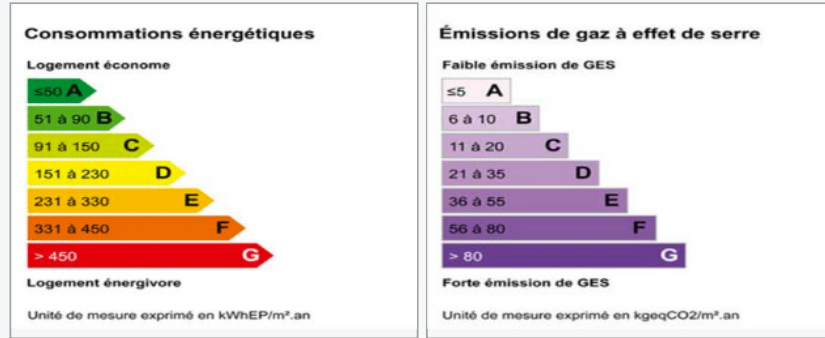 Consommations énergétiques
Logement économe
≤50 A
51 à 90 B
91 à 150 C
151 à 230 D
231 à 330 E
331 à 450 F
> 450 G
Logement énergivore
Unité de mesure exprimé en kWhEP/m².an
Émissions de gaz à effet de serre
Faible émission de GES
≤5 A
6 à 10 B
11 à 20 C
21 à 35 D
36 à 55 E
56 à 80 F
> 80 G
Forte émission de GES
Unité de mesure exprimé en kgeqCO2/m².an